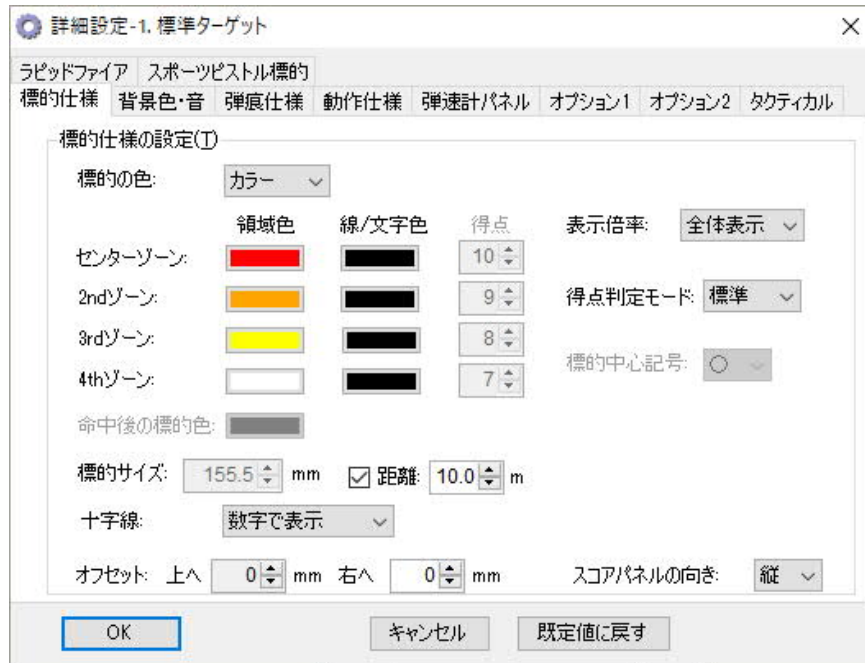 詳細設定-1. 標準ターゲット
ラピッドファイア スポーツピストル標的
標的仕様 背景色・音 弾痕仕様 動作仕様 弾速計パネル オプション1 オプション2 タクティカル
標的仕様の設定(T)
標的の色: カラー
領域色 線/文字色 得点 表示倍率: 全体表示
センターゾーン: 10
2ndゾーン: 9 得点判定モード: 標準
3rdゾーン: 8
標的中心記号: ○
4thゾーン: 7
命中後の標的色:
標的サイズ: 155.5 mm 距離: 10.0 m
十字線: 数字で表示
オフセット: 上へ 0 mm 右へ 0 mm スコアパネルの向き: 縦
OK キャンセル 既定値に戻す